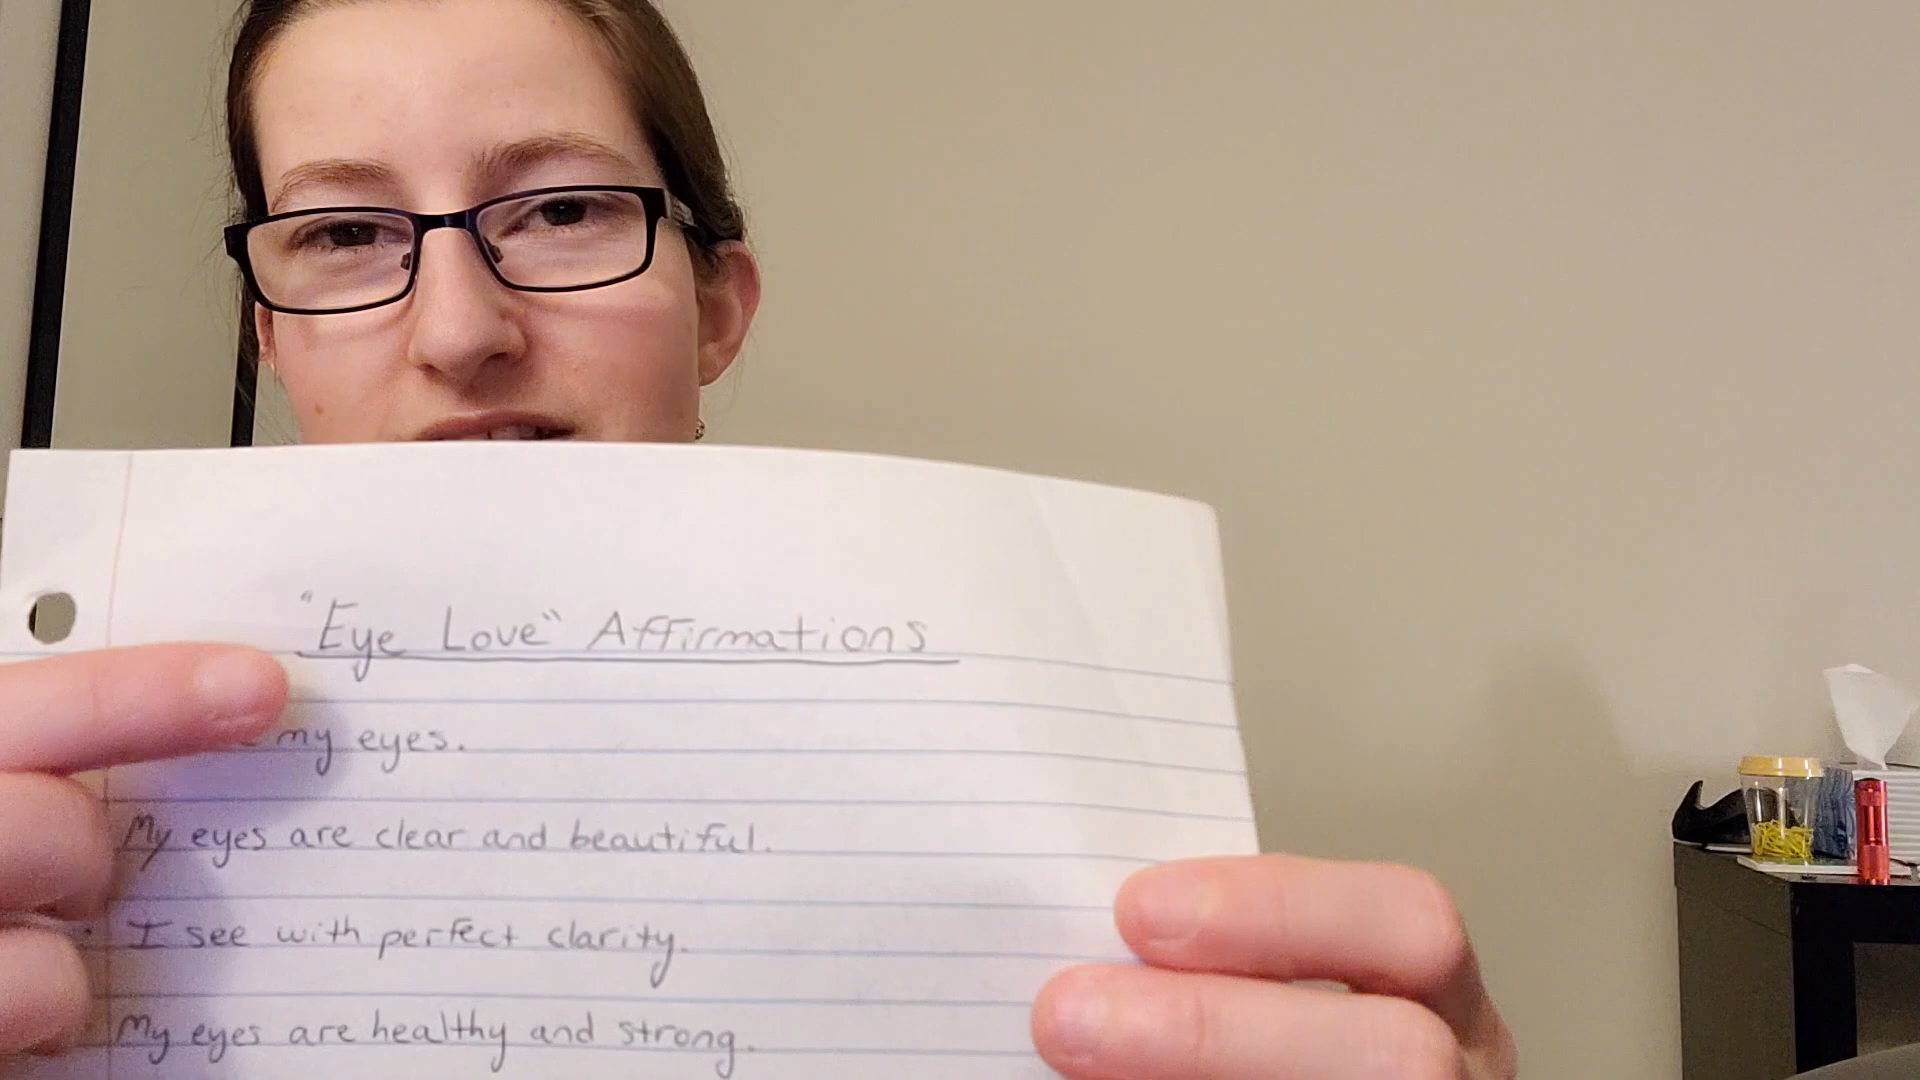 "Eye Love" Affirmations
my eyes.
My eyes are clear and beautiful.
• I see with perfect clarity.
My eyes are healthy and strong.